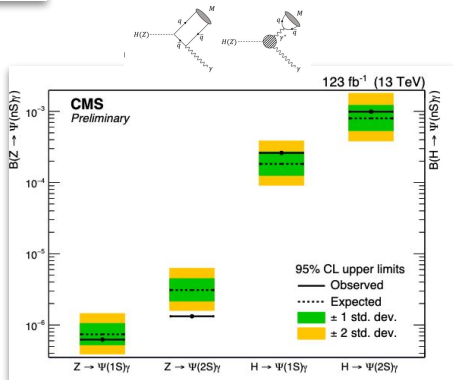 q
M
H(Z)
q̄
q̄
γ
M
q
q̄
H(Z)
γ*
γ
123 fb⁻¹ (13 TeV)
CMS
Preliminary
B(Z → Ψ(nS)γ)
B(H → Ψ(nS)γ)
10⁻³
10⁻⁴
10⁻⁵
10⁻⁶
95% CL upper limits
Observed
Expected
± 1 std. dev.
± 2 std. dev.
Z → Ψ(1S)γ
Z → Ψ(2S)γ
H → Ψ(1S)γ
H → Ψ(2S)γ